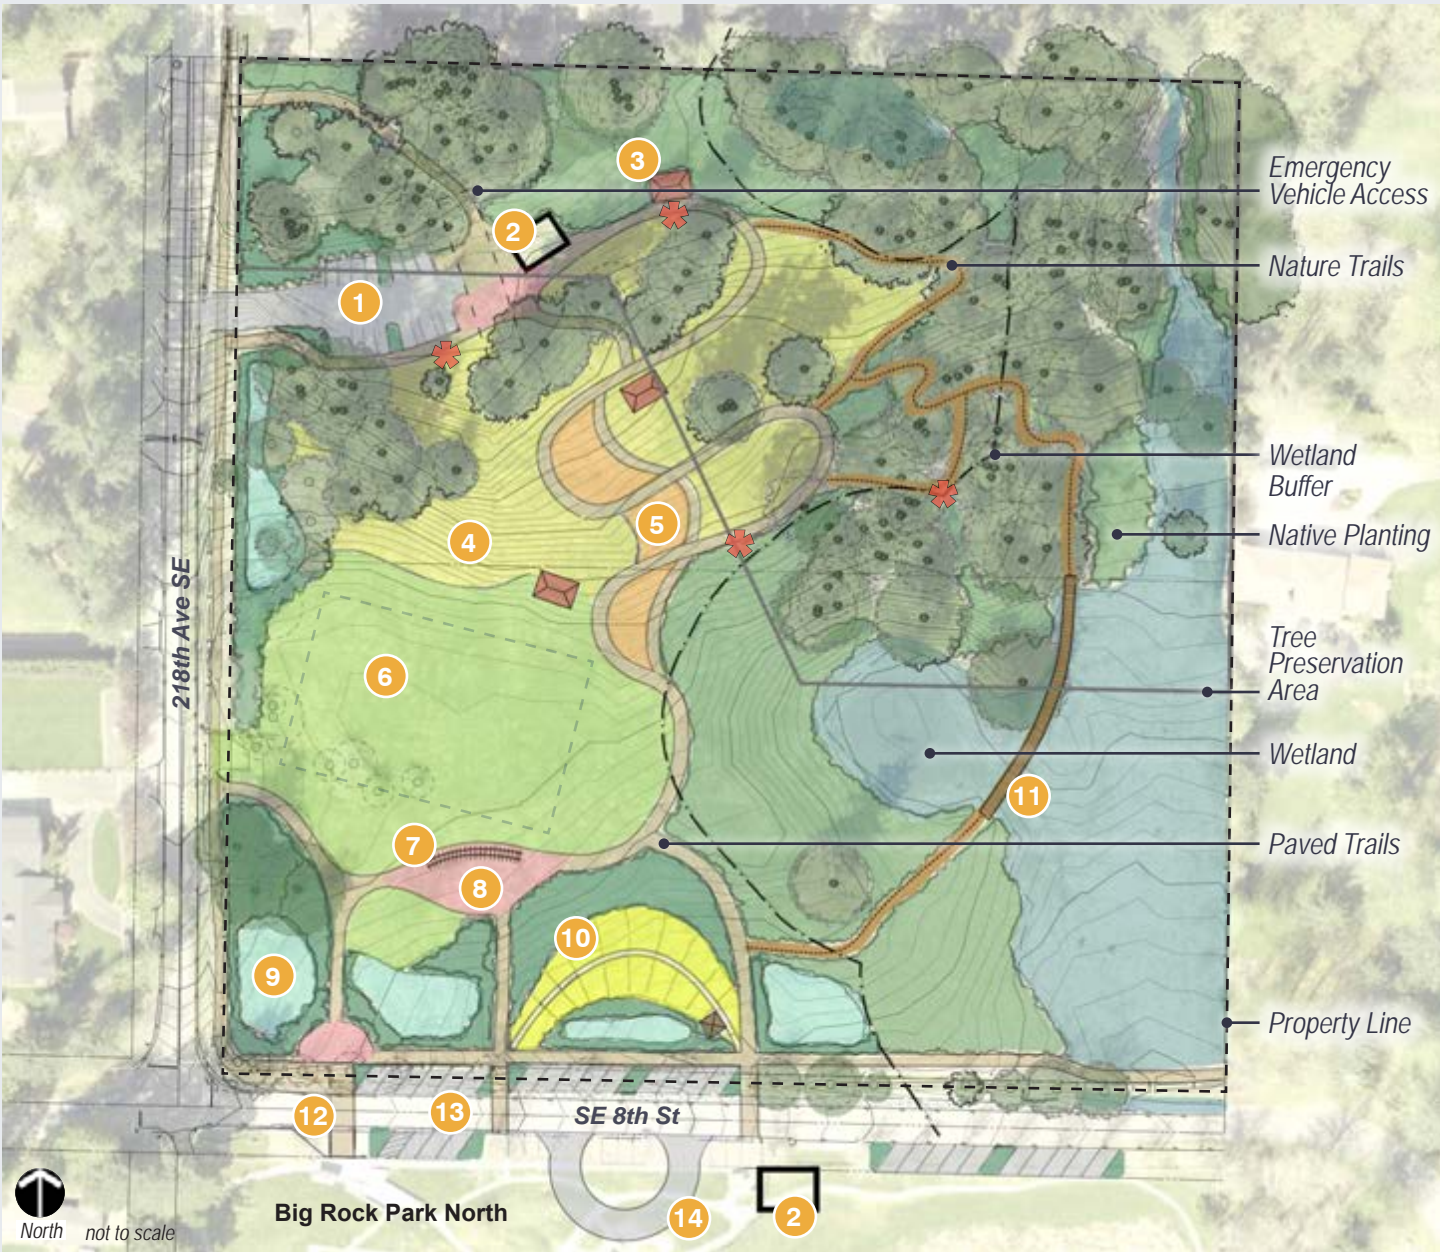 3
Emergency
Vehicle Access
2
Nature Trails
1
Wetland
Buffer
5
4
Native Planting
218th Ave SE
Tree
Preservation
Area
6
Wetland
11
7
Paved Trails
8
10
9
Property Line
12
13
SE 8th St
North
not to scale
Big Rock Park North
14
2